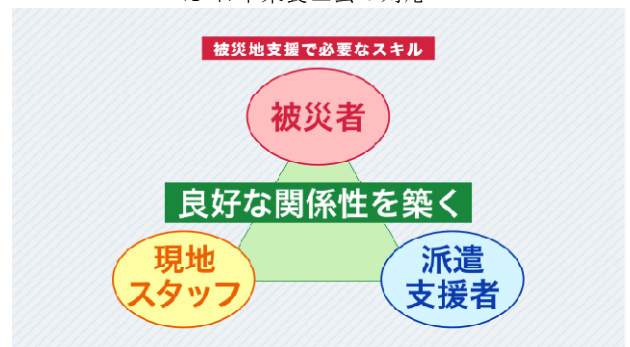 被災地支援で必要なスキル
被災者
良好な関係性を築く
現地
スタッフ
派遣
支援者